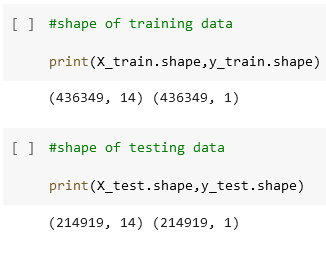 [ ] #shape of training data
print(X_train.shape,y_train.shape)
(436349, 14) (436349, 1)
[ ] #shape of testing data
print(X_test.shape,y_test.shape)
(214919, 14) (214919, 1)